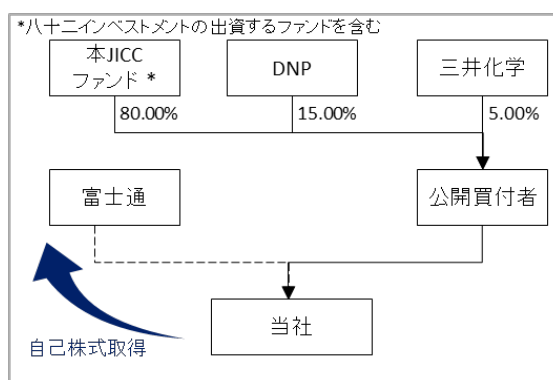 *八十二インベストメントの出資するファンドを含む
本JICC
ファンド *
DNP
三井化学
80.00%
15.00%
5.00%
富士通
公開買付者
当社
自己株式取得